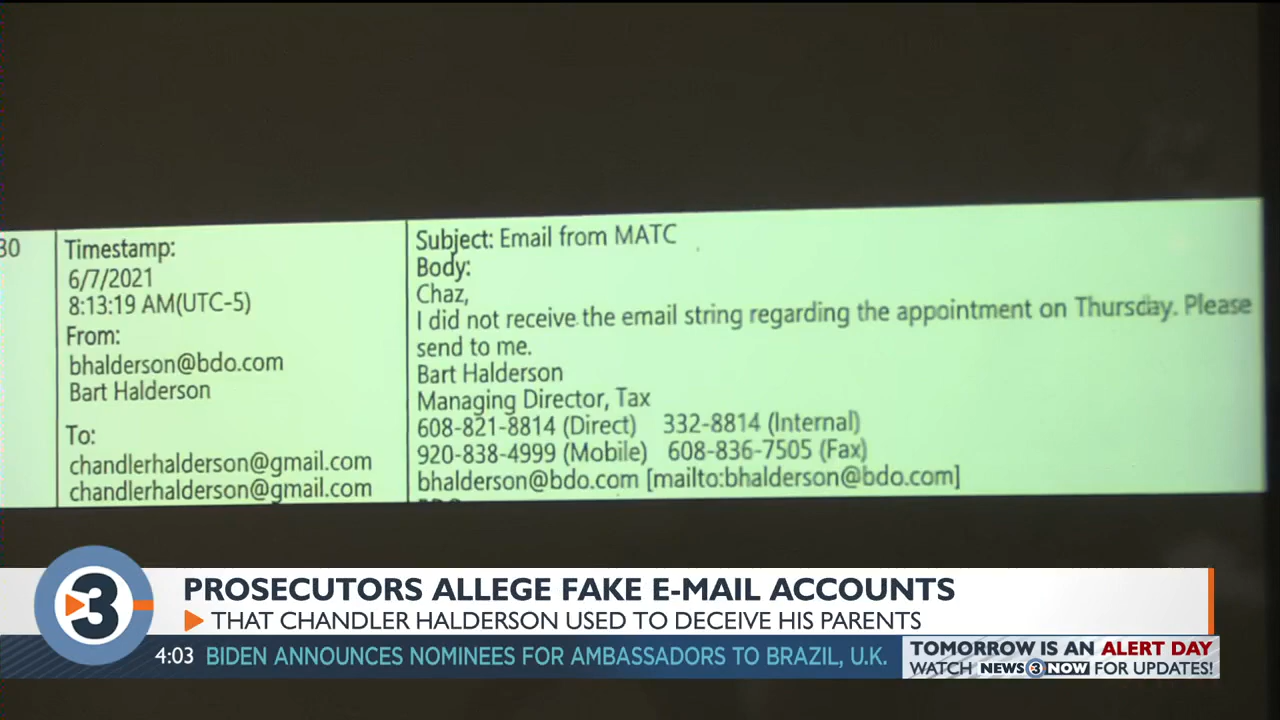 30
Timestamp:
6/7/2021
8:13:19 AM(UTC-5)
From:
bhalderson@bdo.com
Bart Halderson
To:
chandlerhalderson@gmail.com
chandlerhalderson@gmail.com
Subject: Email from MATC
Body:
Chaz,
I did not receive the email string regarding the appointment on Thursday. Please
send to me.
Bart Halderson
Managing Director, Tax
608-821-8814 (Direct) 332-8814 (Internal)
920-838-4999 (Mobile) 608-836-7505 (Fax)
bhalderson@bdo.com [mailto:bhalderson@bdo.com]
3
PROSECUTORS ALLEGE FAKE E-MAIL ACCOUNTS
THAT CHANDLER HALDERSON USED TO DECEIVE HIS PARENTS
4:03 BIDEN ANNOUNCES NOMINEES FOR AMBASSADORS TO BRAZIL, U.K.
TOMORROW IS AN ALERT DAY
WATCH NEWS 3 NOW FOR UPDATES!